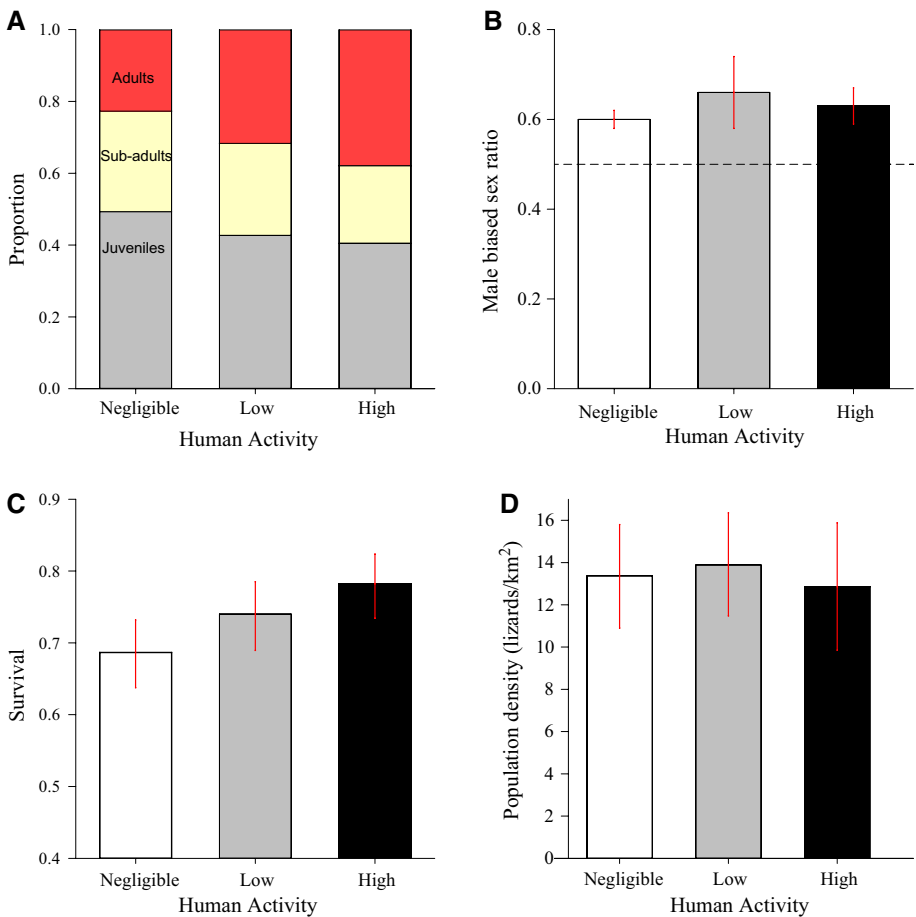 A
1.0
0.8
0.6
0.4
0.2
0.0
Proportion
Adults
Sub-adults
Juveniles
Negligible Low High
Human Activity
B
0.8
0.6
0.4
0.2
0.0
Male biased sex ratio
Negligible Low High
Human Activity
C
0.9
0.8
0.7
0.6
0.5
0.4
Survival
Negligible Low High
Human Activity
D
16
14
12
10
8
6
4
2
0
Population density (lizards/km²)
Negligible Low High
Human Activity